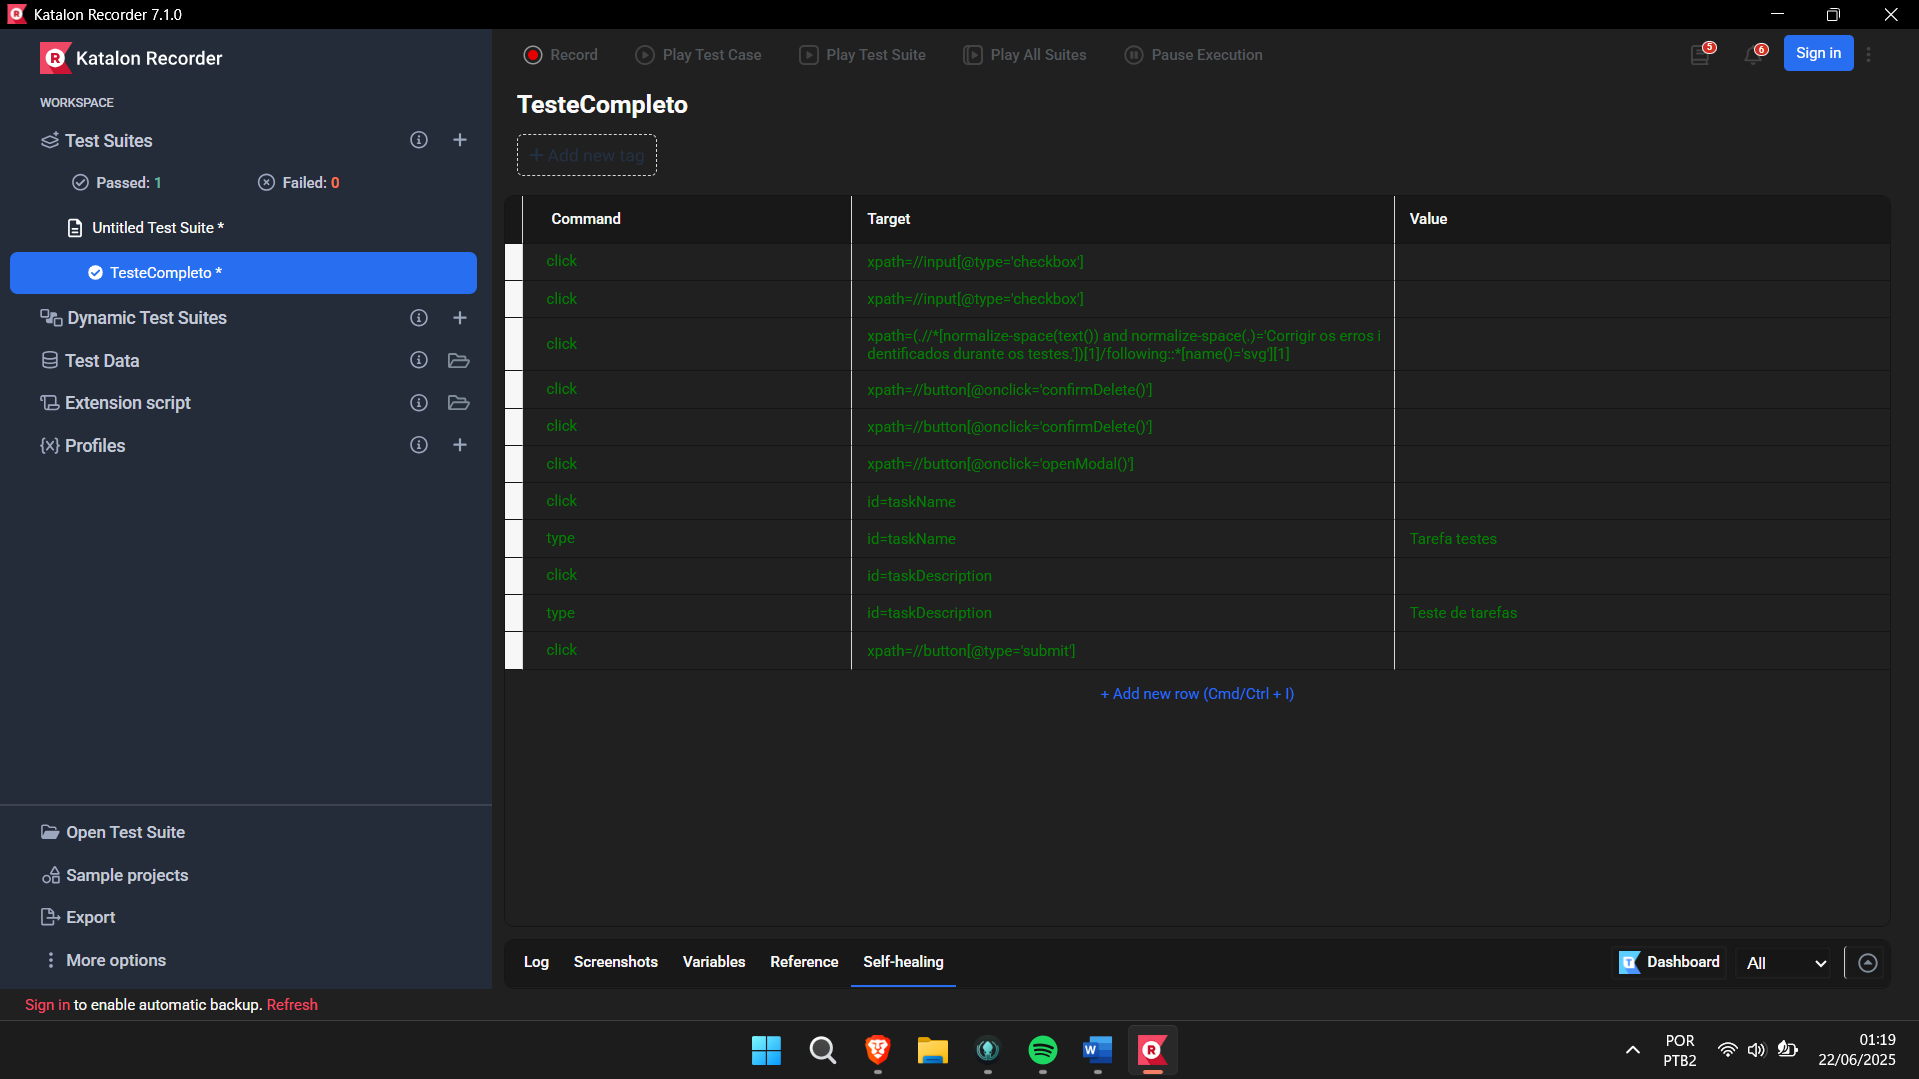 Katalon Recorder 7.1.0
Katalon Recorder
WORKSPACE
Test Suites
Passed: 1
Failed: 0
Untitled Test Suite *
TesteCompleto *
Dynamic Test Suites
Test Data
Extension script
Profiles
Open Test Suite
Sample projects
Export
More options
Sign in to enable automatic backup. Refresh
Record
Play Test Case
Play Test Suite
Play All Suites
Pause Execution
5
6
Sign in
TesteCompleto
+ Add new tag
Command Target Value
click xpath=//input[@type='checkbox']
click xpath=//input[@type='checkbox']
click xpath=(.//*[normalize-space(text()) and normalize-space(.)='Corrigir os erros i
dentificados durante os testes.'])[1]/following::*[name()='svg'][1]
click xpath=//button[@onclick='confirmDelete()']
click xpath=//button[@onclick='confirmDelete()']
click xpath=//button[@onclick='openModal()']
click id=taskName
type id=taskName Tarefa testes
click id=taskDescription
type id=taskDescription Teste de tarefas
click xpath=//button[@type='submit']
+ Add new row (Cmd/Ctrl + I)
Log Screenshots Variables Reference Self-healing
Dashboard
All
POR
PTB2
01:19
22/06/2025